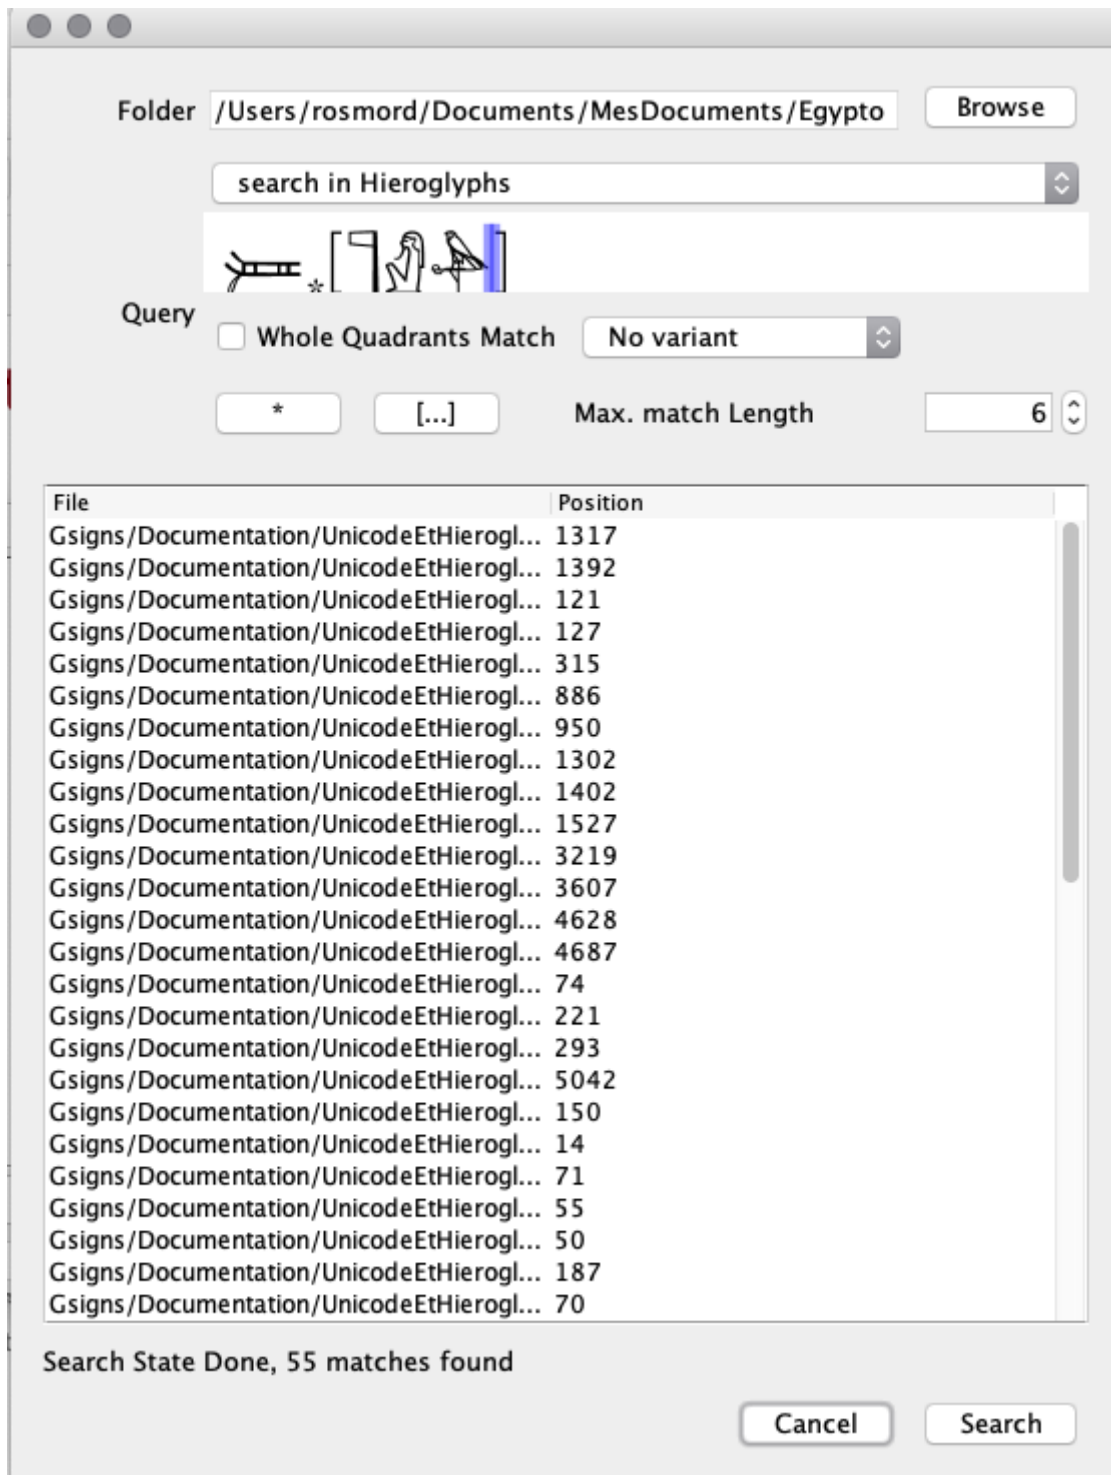 Folder
/Users/rosmord/Documents/MesDocuments/Egypto
Browse
search in Hieroglyphs
*[𓊹𓀭𓅆]
Query
Whole Quadrants Match
No variant
*
[...]
Max. match Length
6
File Position
Gsigns/Documentation/UnicodeEtHierogl... 1317
Gsigns/Documentation/UnicodeEtHierogl... 1392
Gsigns/Documentation/UnicodeEtHierogl... 121
Gsigns/Documentation/UnicodeEtHierogl... 127
Gsigns/Documentation/UnicodeEtHierogl... 315
Gsigns/Documentation/UnicodeEtHierogl... 886
Gsigns/Documentation/UnicodeEtHierogl... 950
Gsigns/Documentation/UnicodeEtHierogl... 1302
Gsigns/Documentation/UnicodeEtHierogl... 1402
Gsigns/Documentation/UnicodeEtHierogl... 1527
Gsigns/Documentation/UnicodeEtHierogl... 3219
Gsigns/Documentation/UnicodeEtHierogl... 3607
Gsigns/Documentation/UnicodeEtHierogl... 4628
Gsigns/Documentation/UnicodeEtHierogl... 4687
Gsigns/Documentation/UnicodeEtHierogl... 74
Gsigns/Documentation/UnicodeEtHierogl... 221
Gsigns/Documentation/UnicodeEtHierogl... 293
Gsigns/Documentation/UnicodeEtHierogl... 5042
Gsigns/Documentation/UnicodeEtHierogl... 150
Gsigns/Documentation/UnicodeEtHierogl... 14
Gsigns/Documentation/UnicodeEtHierogl... 71
Gsigns/Documentation/UnicodeEtHierogl... 55
Gsigns/Documentation/UnicodeEtHierogl... 50
Gsigns/Documentation/UnicodeEtHierogl... 187
Gsigns/Documentation/UnicodeEtHierogl... 70
Search State Done, 55 matches found
Cancel
Search